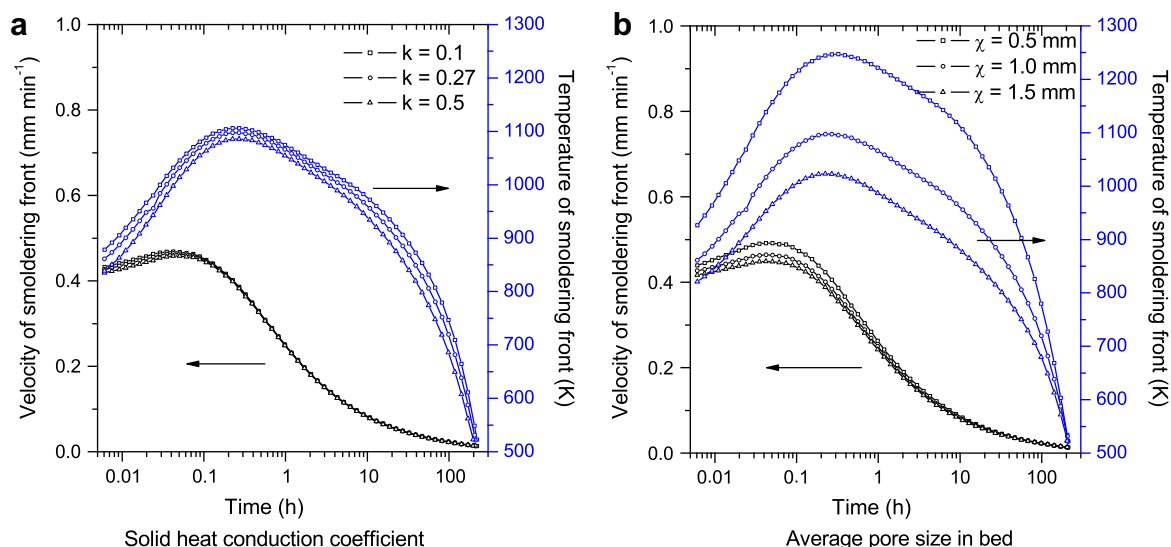 a
Velocity of smoldering front (mm min⁻¹)
1.0
0.8
0.6
0.4
0.2
0.0
0.01
0.1
1
10
100
Time (h)
k = 0.1
k = 0.27
k = 0.5
1300
1200
1100
1000
900
800
700
600
500
Temperature of smoldering front (K)
Solid heat conduction coefficient
b
Velocity of smoldering front (mm min⁻¹)
1.0
0.8
0.6
0.4
0.2
0.0
0.01
0.1
1
10
100
Time (h)
χ = 0.5 mm
χ = 1.0 mm
χ = 1.5 mm
1300
1200
1100
1000
900
800
700
600
500
Temperature of smoldering front (K)
Average pore size in bed